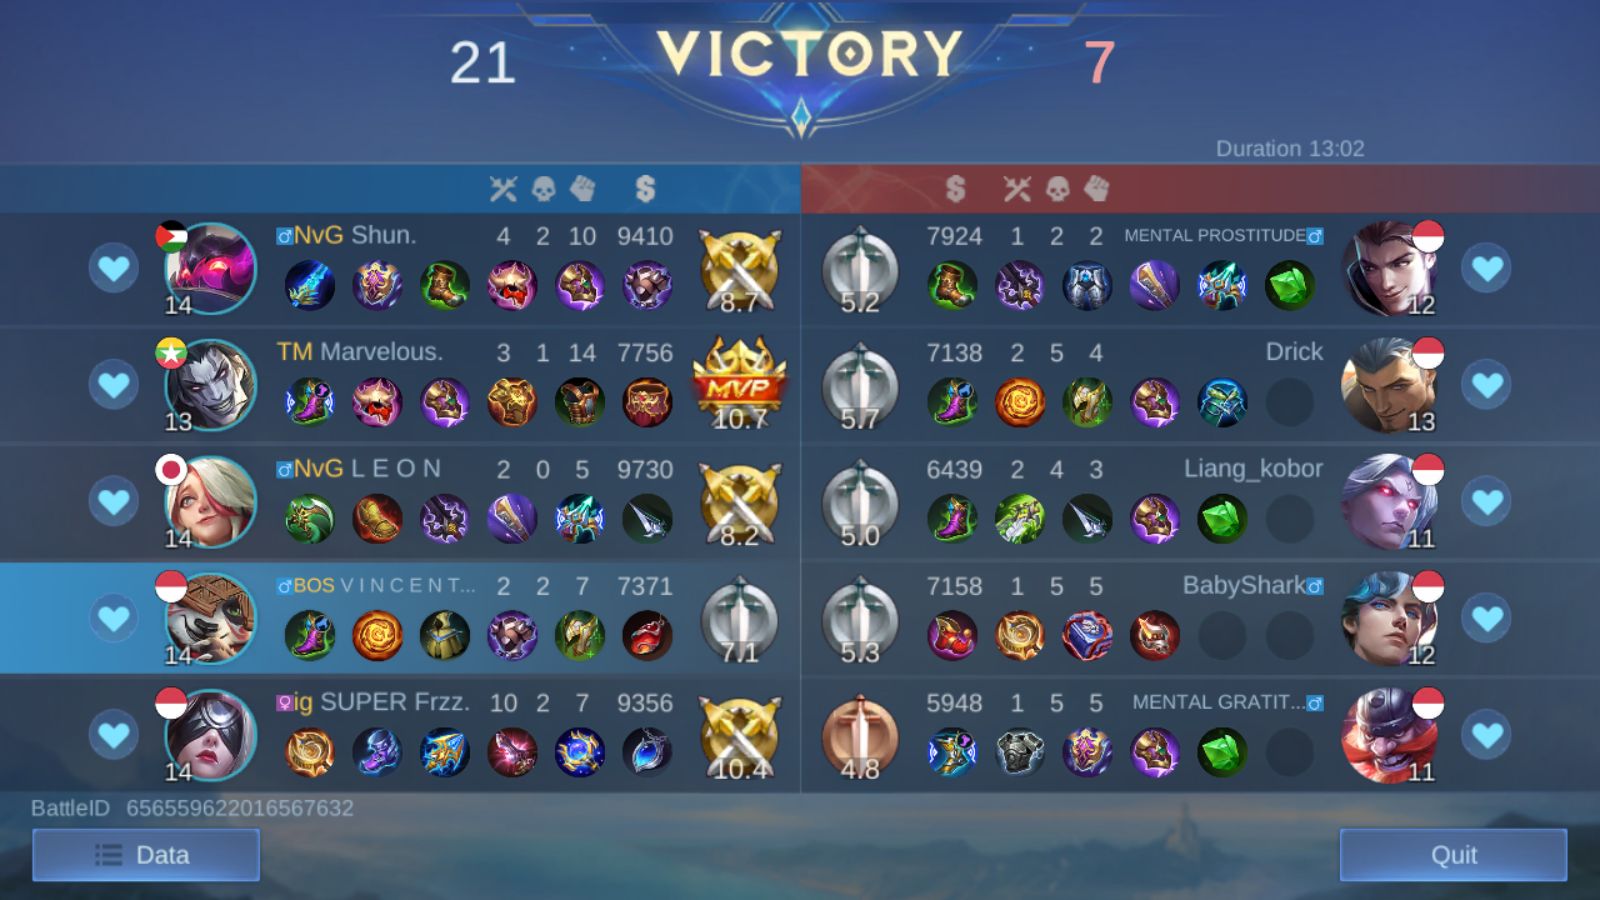 21 VICTORY 7
Duration 13:02
NvG Shun. 4 2 10 9410
14 8.7
5.2 7924 1 2 2 MENTAL PROSTITUDE
12
TM Marvelous. 3 1 14 7756
13 MVP 10.7
5.7 7138 2 5 4 Drick
13
NvG L E O N 2 0 5 9730
14 8.2
5.0 6439 2 4 3 Liang_kobor
11
BOS V I N C E N T... 2 2 7 7371
14 7.1
5.3 7158 1 5 5 BabyShark
12
ig SUPER Frzz. 10 2 7 9356
14 10.4
4.8 5948 1 5 5 MENTAL GRATIT...
11
BattleID 656559622016567632
Data
Quit